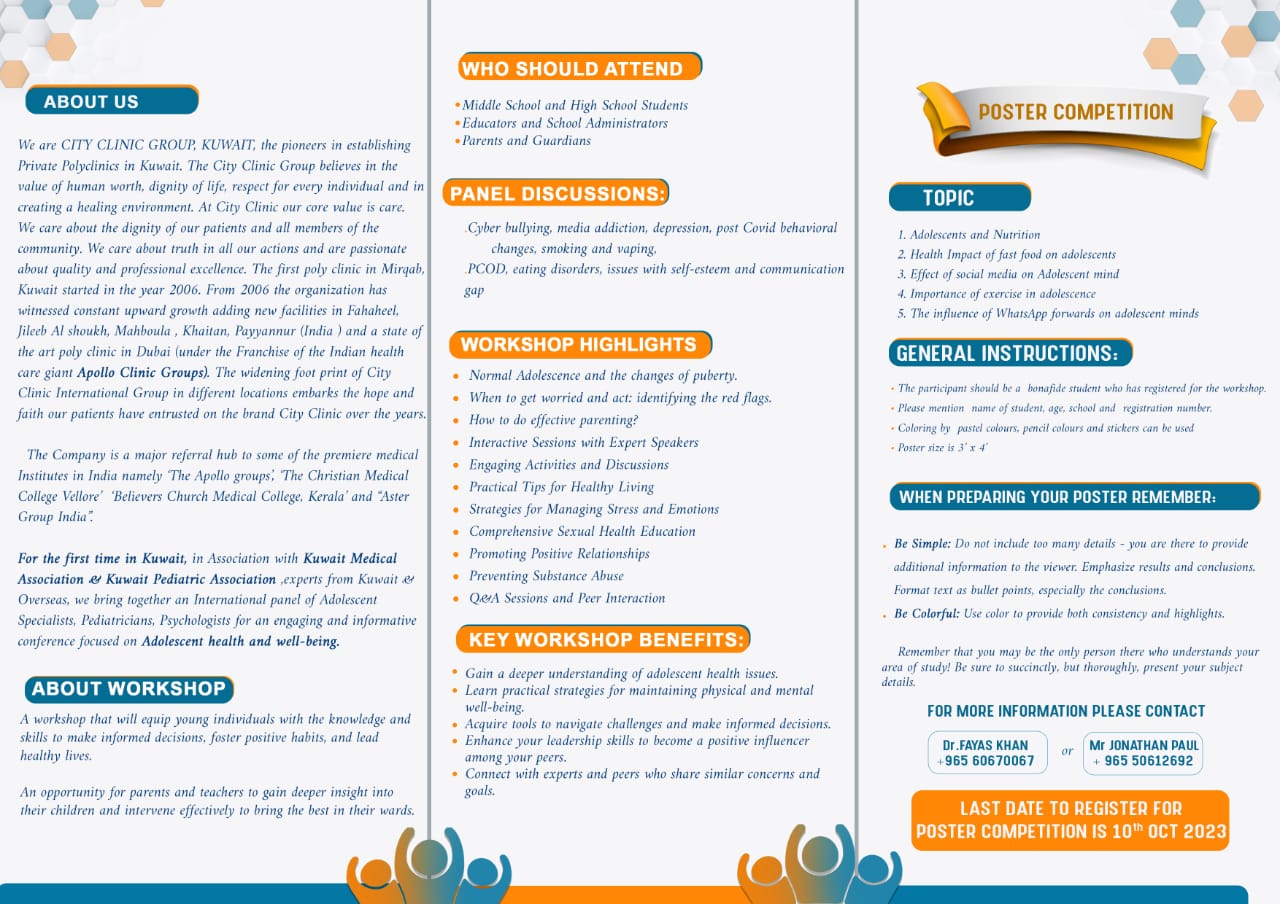 ABOUT US
We are CITY CLINIC GROUP, KUWAIT, the pioneers in establishing
Private Polyclinics in Kuwait. The City Clinic Group believes in the
value of human worth, dignity of life, respect for every individual and in
creating a healing environment. At City Clinic our core value is care.
We care about the dignity of our patients and all members of the
community. We care about truth in all our actions and are passionate
about quality and professional excellence. The first poly clinic in Mirqab,
Kuwait started in the year 2006. From 2006 the organization has
witnessed constant upward growth adding new facilities in Fahaheel,
Jileeb Al shoukh, Mahboula , Khaitan, Payyannur (India ) and a state of
the art poly clinic in Dubai (under the Franchise of the Indian health
care giant Apollo Clinic Groups). The widening foot print of City
Clinic International Group in different locations embarks the hope and
faith our patients have entrusted on the brand City Clinic over the years.
The Company is a major referral hub to some of the premiere medical
Institutes in India namely ‘The Apollo groups’, ‘The Christian Medical
College Vellore’ ‘Believers Church Medical College, Kerala’ and “Aster
Group India”.
For the first time in Kuwait, in Association with Kuwait Medical
Association & Kuwait Pediatric Association ,experts from Kuwait &
Overseas, we bring together an International panel of Adolescent
Specialists, Pediatricians, Psychologists for an engaging and informative
conference focused on Adolescent health and well-being.
ABOUT WORKSHOP
A workshop that will equip young individuals with the knowledge and
skills to make informed decisions, foster positive habits, and lead
healthy lives.
An opportunity for parents and teachers to gain deeper insight into
their children and intervene effectively to bring the best in their wards.
WHO SHOULD ATTEND
•Middle School and High School Students
•Educators and School Administrators
•Parents and Guardians
PANEL DISCUSSIONS:
.Cyber bullying, media addiction, depression, post Covid behavioral
changes, smoking and vaping,
.PCOD, eating disorders, issues with self-esteem and communication
gap
WORKSHOP HIGHLIGHTS
• Normal Adolescence and the changes of puberty.
• When to get worried and act: identifying the red flags.
• How to do effective parenting?
• Interactive Sessions with Expert Speakers
• Engaging Activities and Discussions
• Practical Tips for Healthy Living
• Strategies for Managing Stress and Emotions
• Comprehensive Sexual Health Education
• Promoting Positive Relationships
• Preventing Substance Abuse
• Q&A Sessions and Peer Interaction
KEY WORKSHOP BENEFITS:
• Gain a deeper understanding of adolescent health issues.
• Learn practical strategies for maintaining physical and mental
well-being.
• Acquire tools to navigate challenges and make informed decisions.
• Enhance your leadership skills to become a positive influencer
among your peers.
• Connect with experts and peers who share similar concerns and
goals.
POSTER COMPETITION
TOPIC
1. Adolescents and Nutrition
2. Health Impact of fast food on adolescents
3. Effect of social media on Adolescent mind
4. Importance of exercise in adolescence
5. The influence of WhatsApp forwards on adolescent minds
GENERAL INSTRUCTIONS:
• The participant should be a bonafide student who has registered for the workshop.
• Please mention name of student, age, school and registration number.
• Coloring by pastel colours, pencil colours and stickers can be used
• Poster size is 3' x 4'
WHEN PREPARING YOUR POSTER REMEMBER:
• Be Simple: Do not include too many details - you are there to provide
additional information to the viewer. Emphasize results and conclusions.
Format text as bullet points, especially the conclusions.
• Be Colorful: Use color to provide both consistency and highlights.
Remember that you may be the only person there who understands your
area of study! Be sure to succinctly, but thoroughly, present your subject
details.
FOR MORE INFORMATION PLEASE CONTACT
Dr.FAYAS KHAN
+965 60670067
or
Mr JONATHAN PAUL
+ 965 50612692
LAST DATE TO REGISTER FOR
POSTER COMPETITION IS 10th OCT 2023